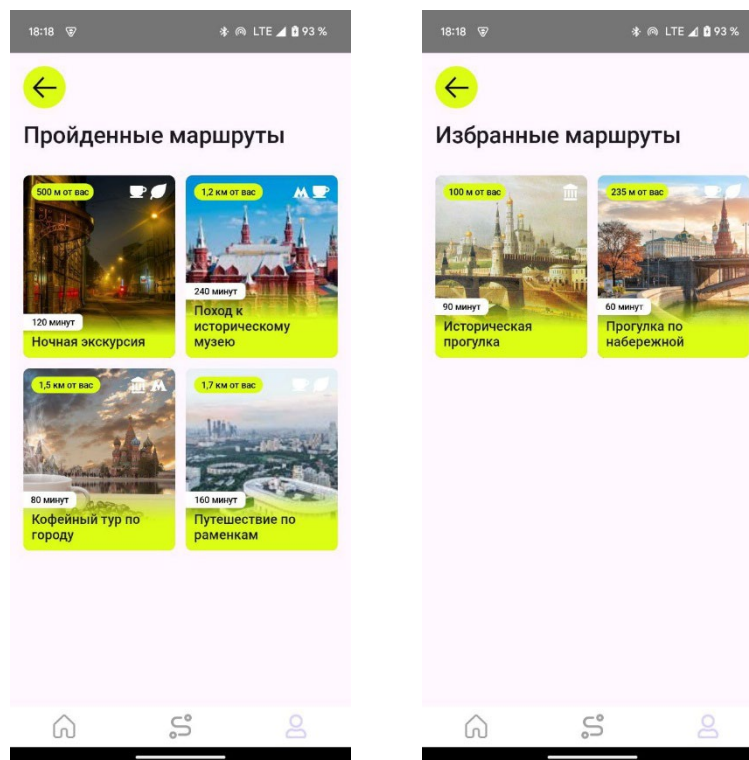 18:18 LTE 93 %
Пройденные маршруты
500 м от вас
1,2 км от вас
120 минут
Ночная экскурсия
240 минут
Поход к
историческому
музею
1,5 км от вас
1,7 км от вас
80 минут
Кофейный тур по
городу
160 минут
Путешествие по
раменкам
18:18 LTE 93 %
Избранные маршруты
100 м от вас
235 м от вас
90 минут
Историческая
прогулка
60 минут
Прогулка по
набережной